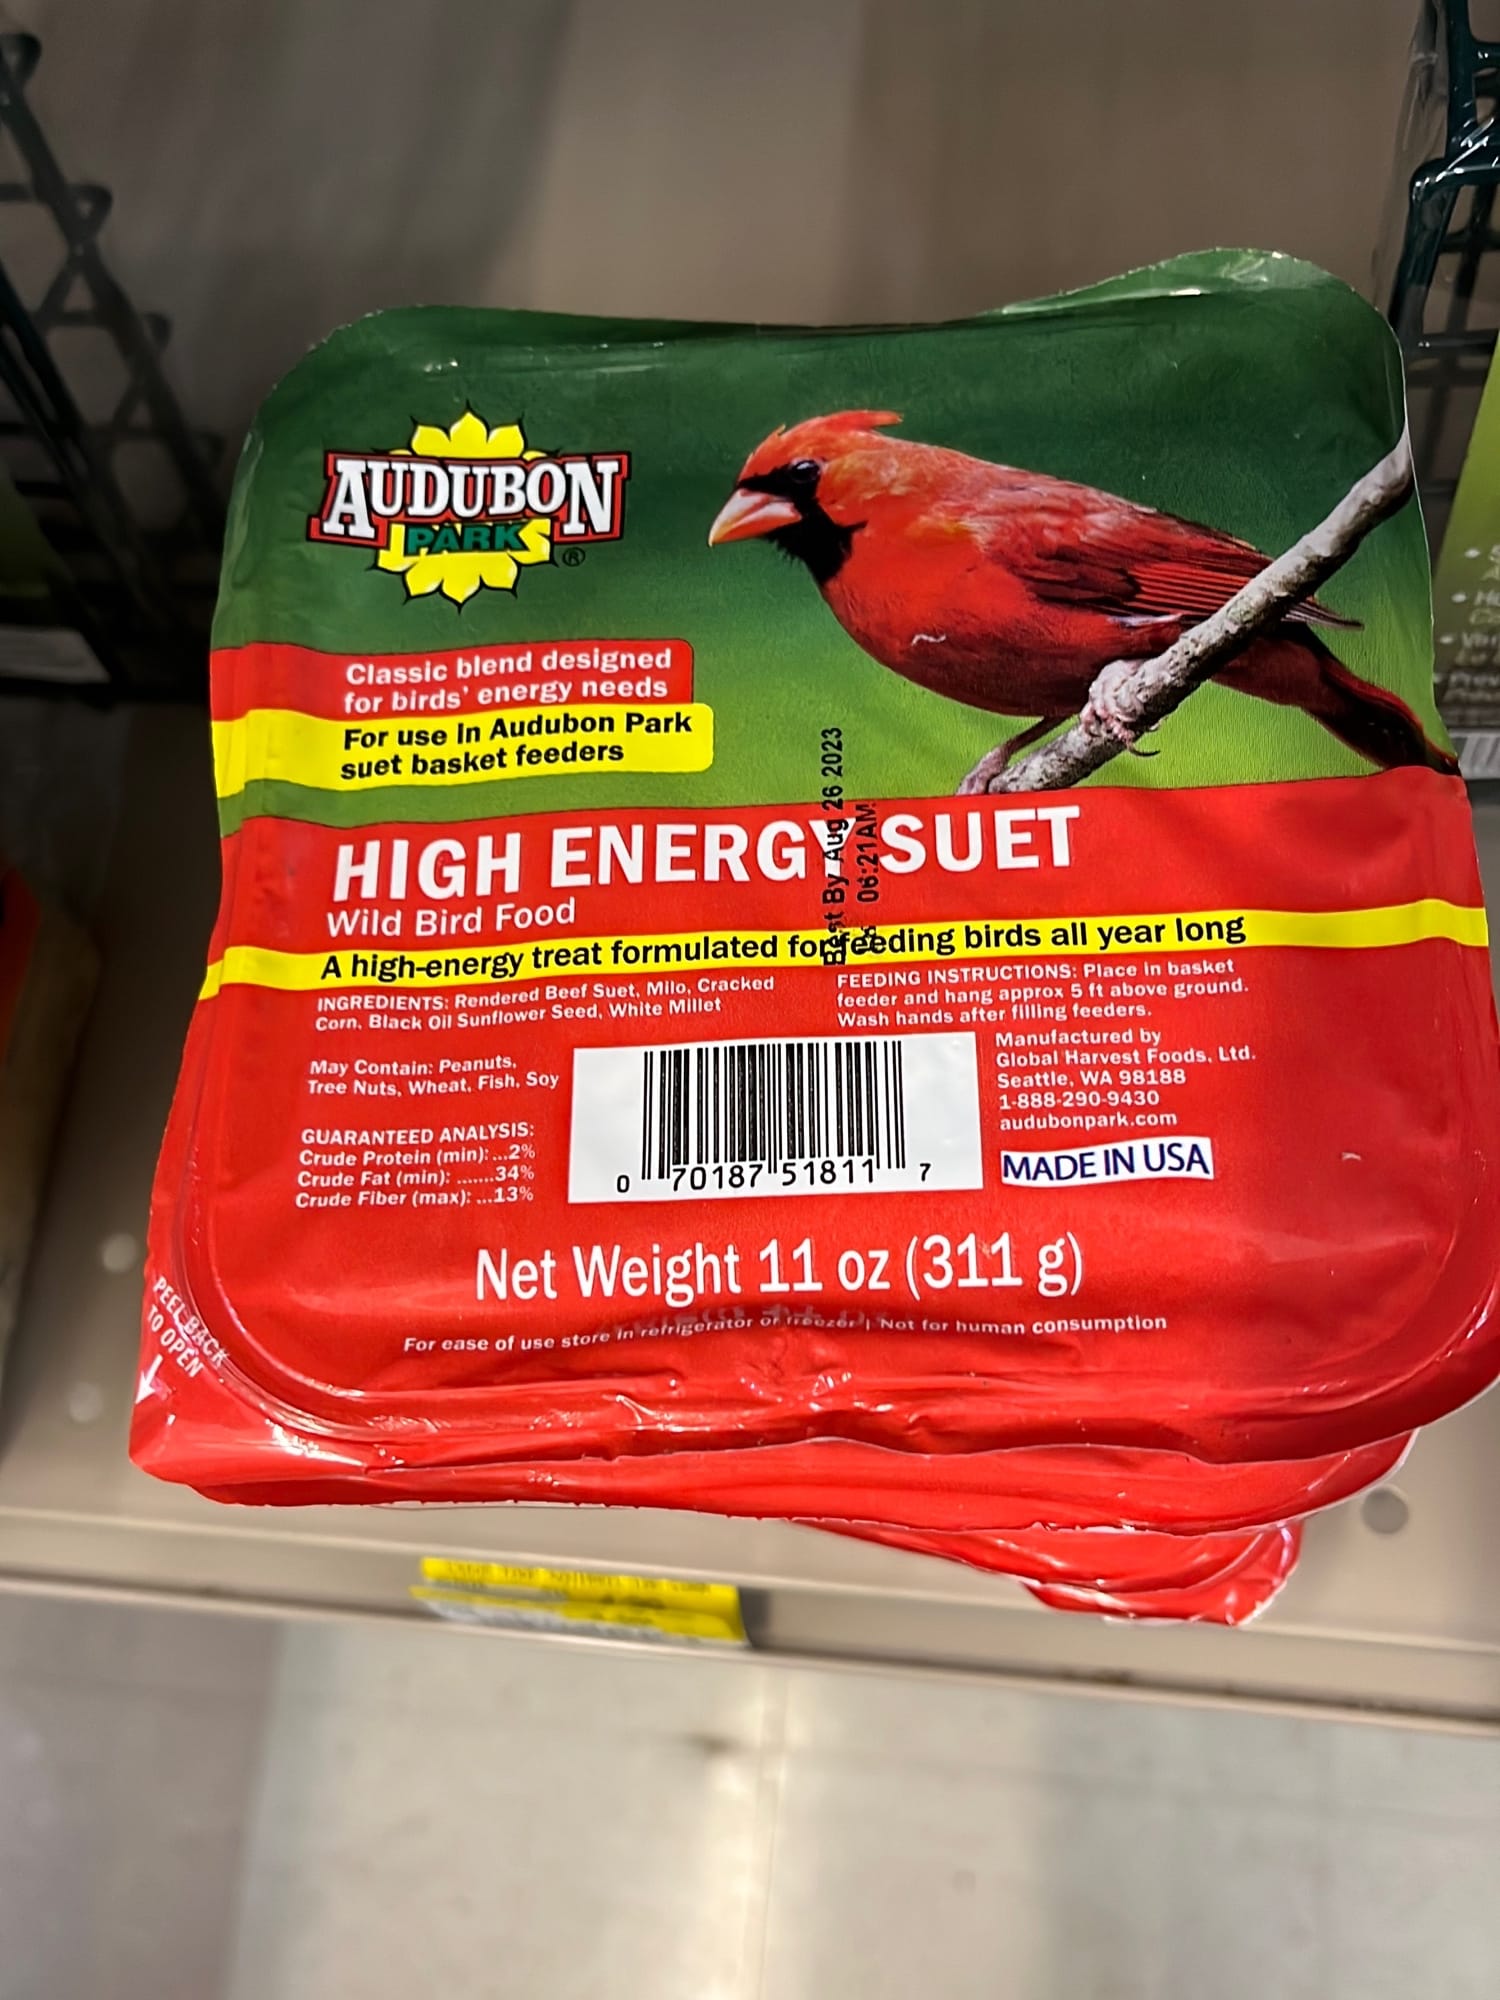 AUDUBON
PARK
®
Classic blend designed
for birds' energy needs
For use in Audubon Park
suet basket feeders
Best By Aug 26 2023
06:21AM
HIGH ENERGY SUET
Wild Bird Food
A high-energy treat formulated for feeding birds all year long
INGREDIENTS: Rendered Beef Suet, Milo, Cracked
Corn, Black Oil Sunflower Seed, White Millet
May Contain: Peanuts,
Tree Nuts, Wheat, Fish, Soy
GUARANTEED ANALYSIS:
Crude Protein (min):...2%
Crude Fat (min): .......34%
Crude Fiber (max): ...13%
FEEDING INSTRUCTIONS: Place in basket
feeder and hang approx 5 ft above ground.
Wash hands after filling feeders.
0 70187 51811 7
Manufactured by
Global Harvest Foods, Ltd.
Seattle, WA 98188
1-888-290-9430
audubonpark.com
MADE IN USA
Net Weight 11 oz (311 g)
For ease of use store in refrigerator or freezer | Not for human consumption
PEEL BACK
TO OPEN